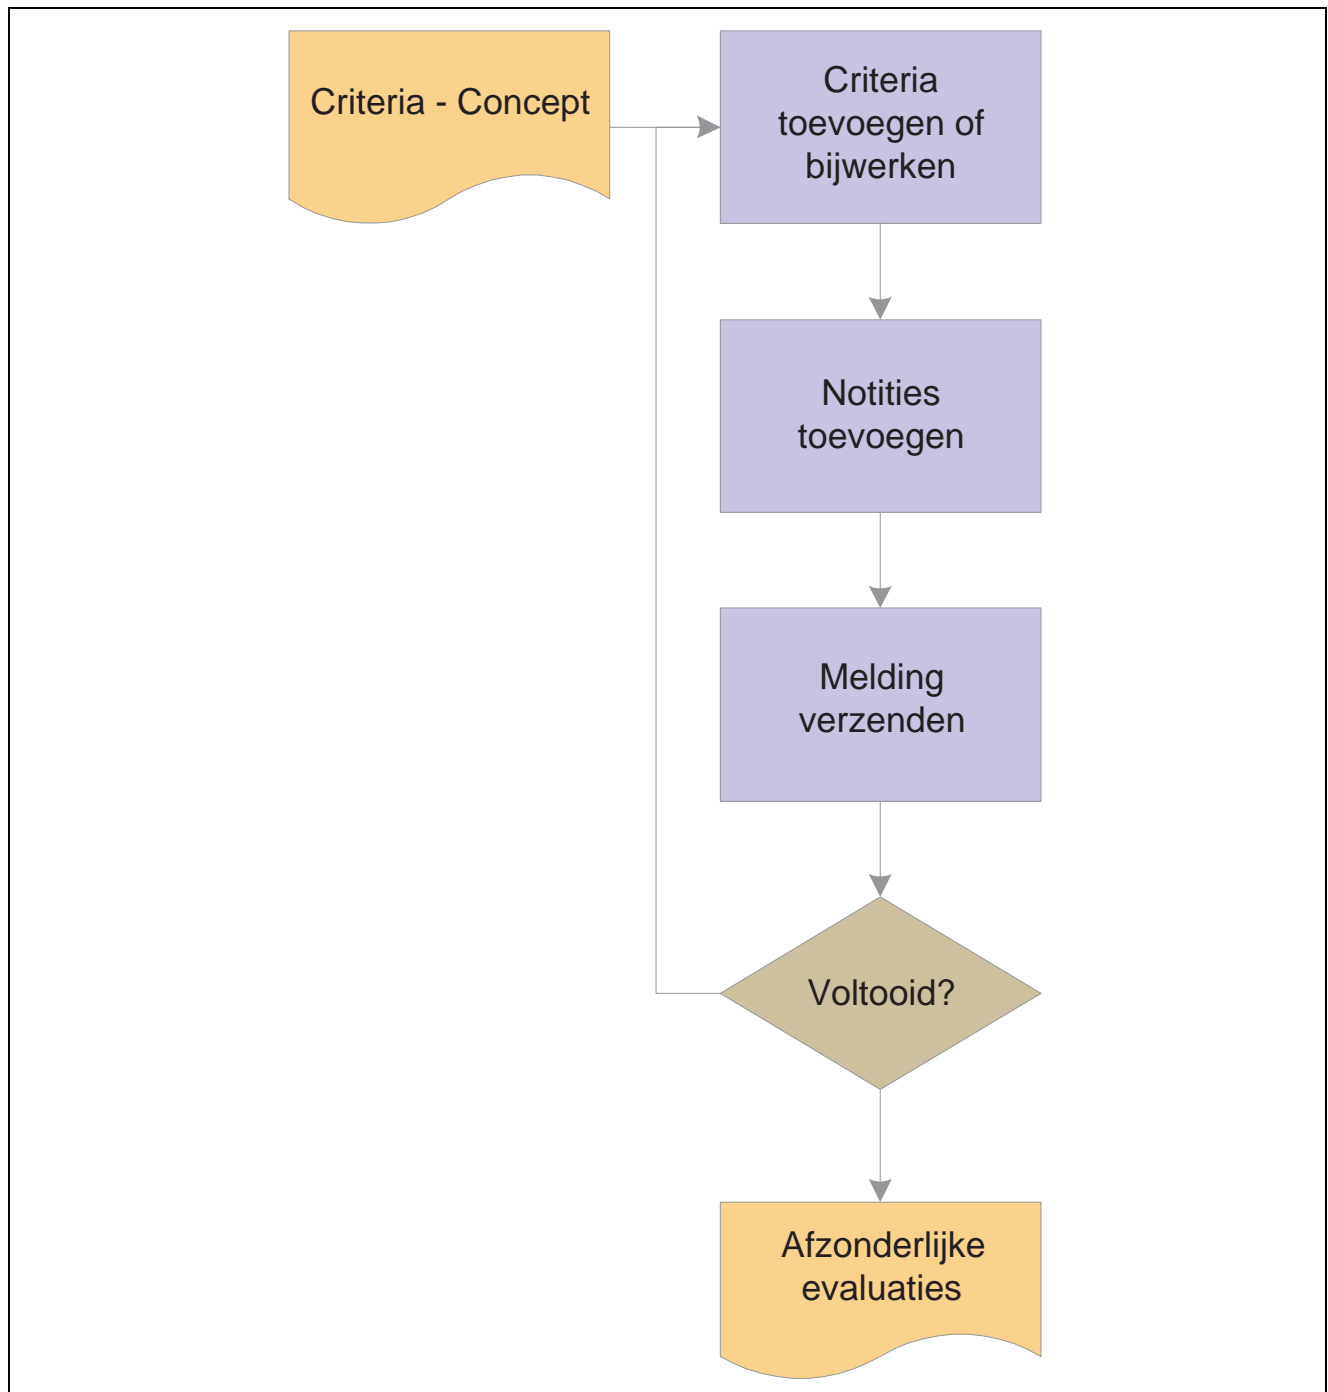 Criteria - Concept
Criteria
toevoegen of
bijwerken
Notities
toevoegen
Melding
verzenden
Voltooid?
Afzonderlijke
evaluaties